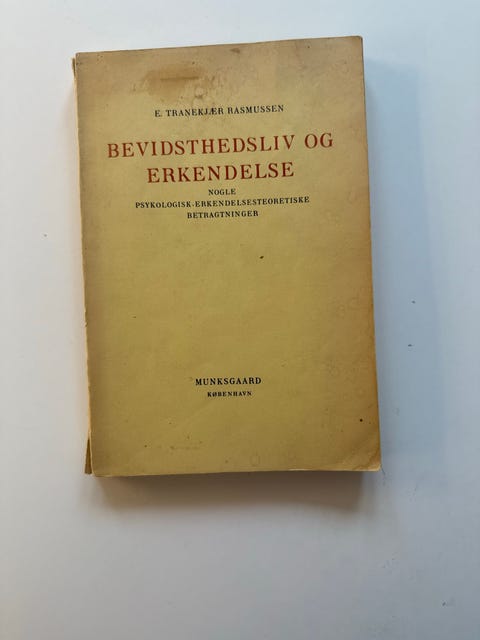 E. TRANEKJÆR RASMUSSEN
BEVIDSTHEDSLIV OG
ERKENDELSE
NOGLE
PSYKOLOGISK-ERKENDELSESTEORETISKE
BETRAGTNINGER
MUNKSGAARD
KØBENHAVN